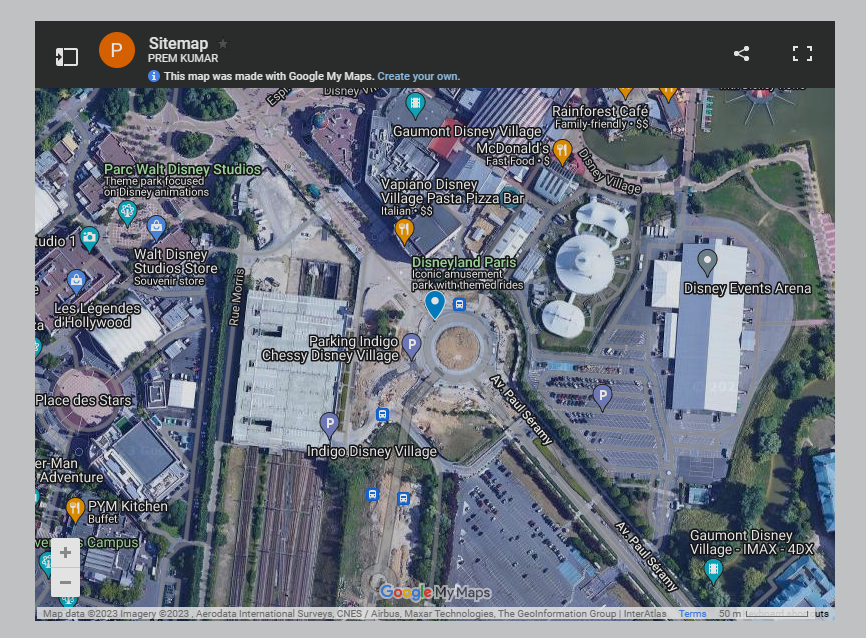 P
Sitemap
PREM KUMAR
This map was made with Google My Maps. Create your own.
Disney
Gaumont Disney Village
Rainforest Café
Family-friendly • $$
McDonald's
Fast Food • $
Disney Village
Parc Walt Disney Studios
Theme park focused
on Disney animations
Vapiano Disney
Village Pasta Pizza Bar
Italian • $$
tudio 1
Walt Disney
Studios Store
Souvenir store
Disneyland Paris
Iconic amusement
park with themed rides
Disney Events Arena
Rue Morris
Les Légendes
d'Hollywood
Parking Indigo
Chessy Disney Village
P
Place des Stars
P
Av. Paul Séramy
P
Indigo Disney Village
er-Man
Adventure
PYM Kitchen
Buffet
Campus
Av. Paul Séramy
Gaumont Disney
Village - IMAX - 4DX
+
−
Google My Maps
Map data ©2023 Imagery ©2023 , Aerodata International Surveys, CNES / Airbus, Maxar Technologies, The GeoInformation Group | InterAtlas
Terms
50 m
uts